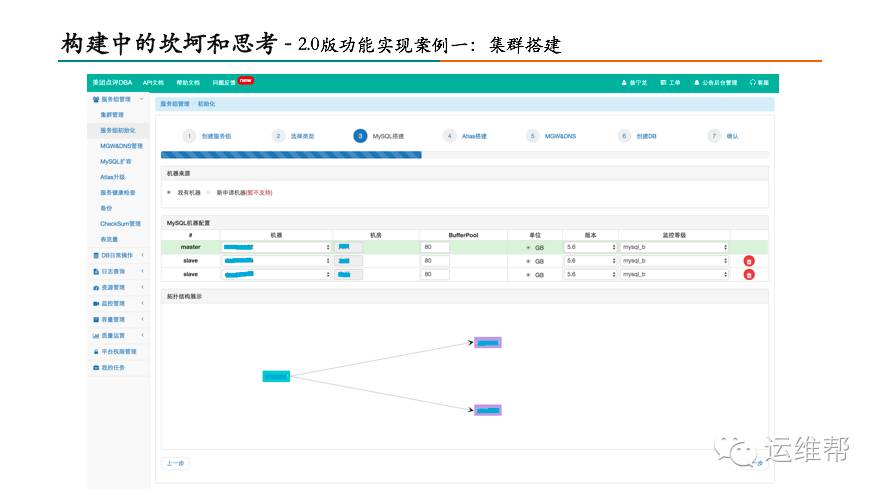 构建中的坎坷和思考 - 2.0版功能实现案例一：集群搭建
美团点评DBA API文档 帮助文档 问题反馈 new 工单 公告后台管理 客服
服务组管理
集群管理
服务组初始化
MGW&DNS管理
MySQL扩容
Atlas升级
服务健康检查
备份
CheckSum管理
表流量
DB日常操作
日志查询
资源管理
监控管理
容量管理
质量运营
平台权限管理
我的任务
服务组管理 初始化
1 创建服务组 2 选择类型 3 MySQL搭建 4 Atlas搭建 5 MGW&DNS 6 创建DB 7 确认
机器来源
我有机器 新申请机器(暂不支持)
MySQL机器配置
# 机器 机房 BufferPool 单位 版本 监控等级
master 80 GB 5.6 mysql_b
slave 80 GB 5.6 mysql_b
slave 80 GB 5.6 mysql_b
拓扑结构展示
上一步
步
运维帮